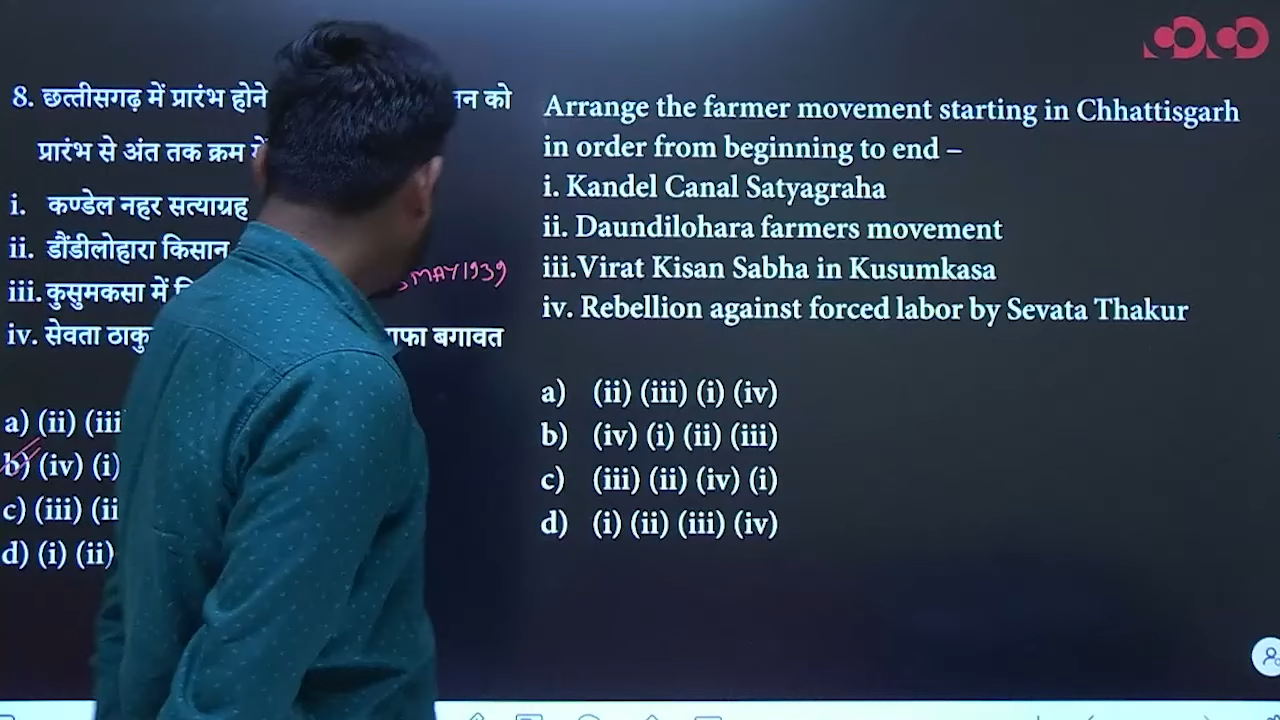 8. छत्तीसगढ़ में प्रारंभ होने को
प्रारंभ से अंत तक क्रम
i. कण्डेल नहर सत्याग्रह
ii. डौंडीलोहारा किसान
iii. कुसुमकसा में MAY 1939
iv. सेवता ठाकु बगावत
a) (ii) (iii
b) (iv) (i)
c) (iii) (ii
d) (i) (ii)
Arrange the farmer movement starting in Chhattisgarh
in order from beginning to end –
i. Kandel Canal Satyagraha
ii. Daundilohara farmers movement
iii.Virat Kisan Sabha in Kusumkasa
iv. Rebellion against forced labor by Sevata Thakur
a) (ii) (iii) (i) (iv)
b) (iv) (i) (ii) (iii)
c) (iii) (ii) (iv) (i)
d) (i) (ii) (iii) (iv)